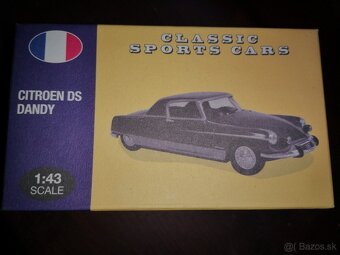 CLASSIC
SPORTS CARS
CITROEN DS
DANDY
1:43
SCALE
Bazos.sk